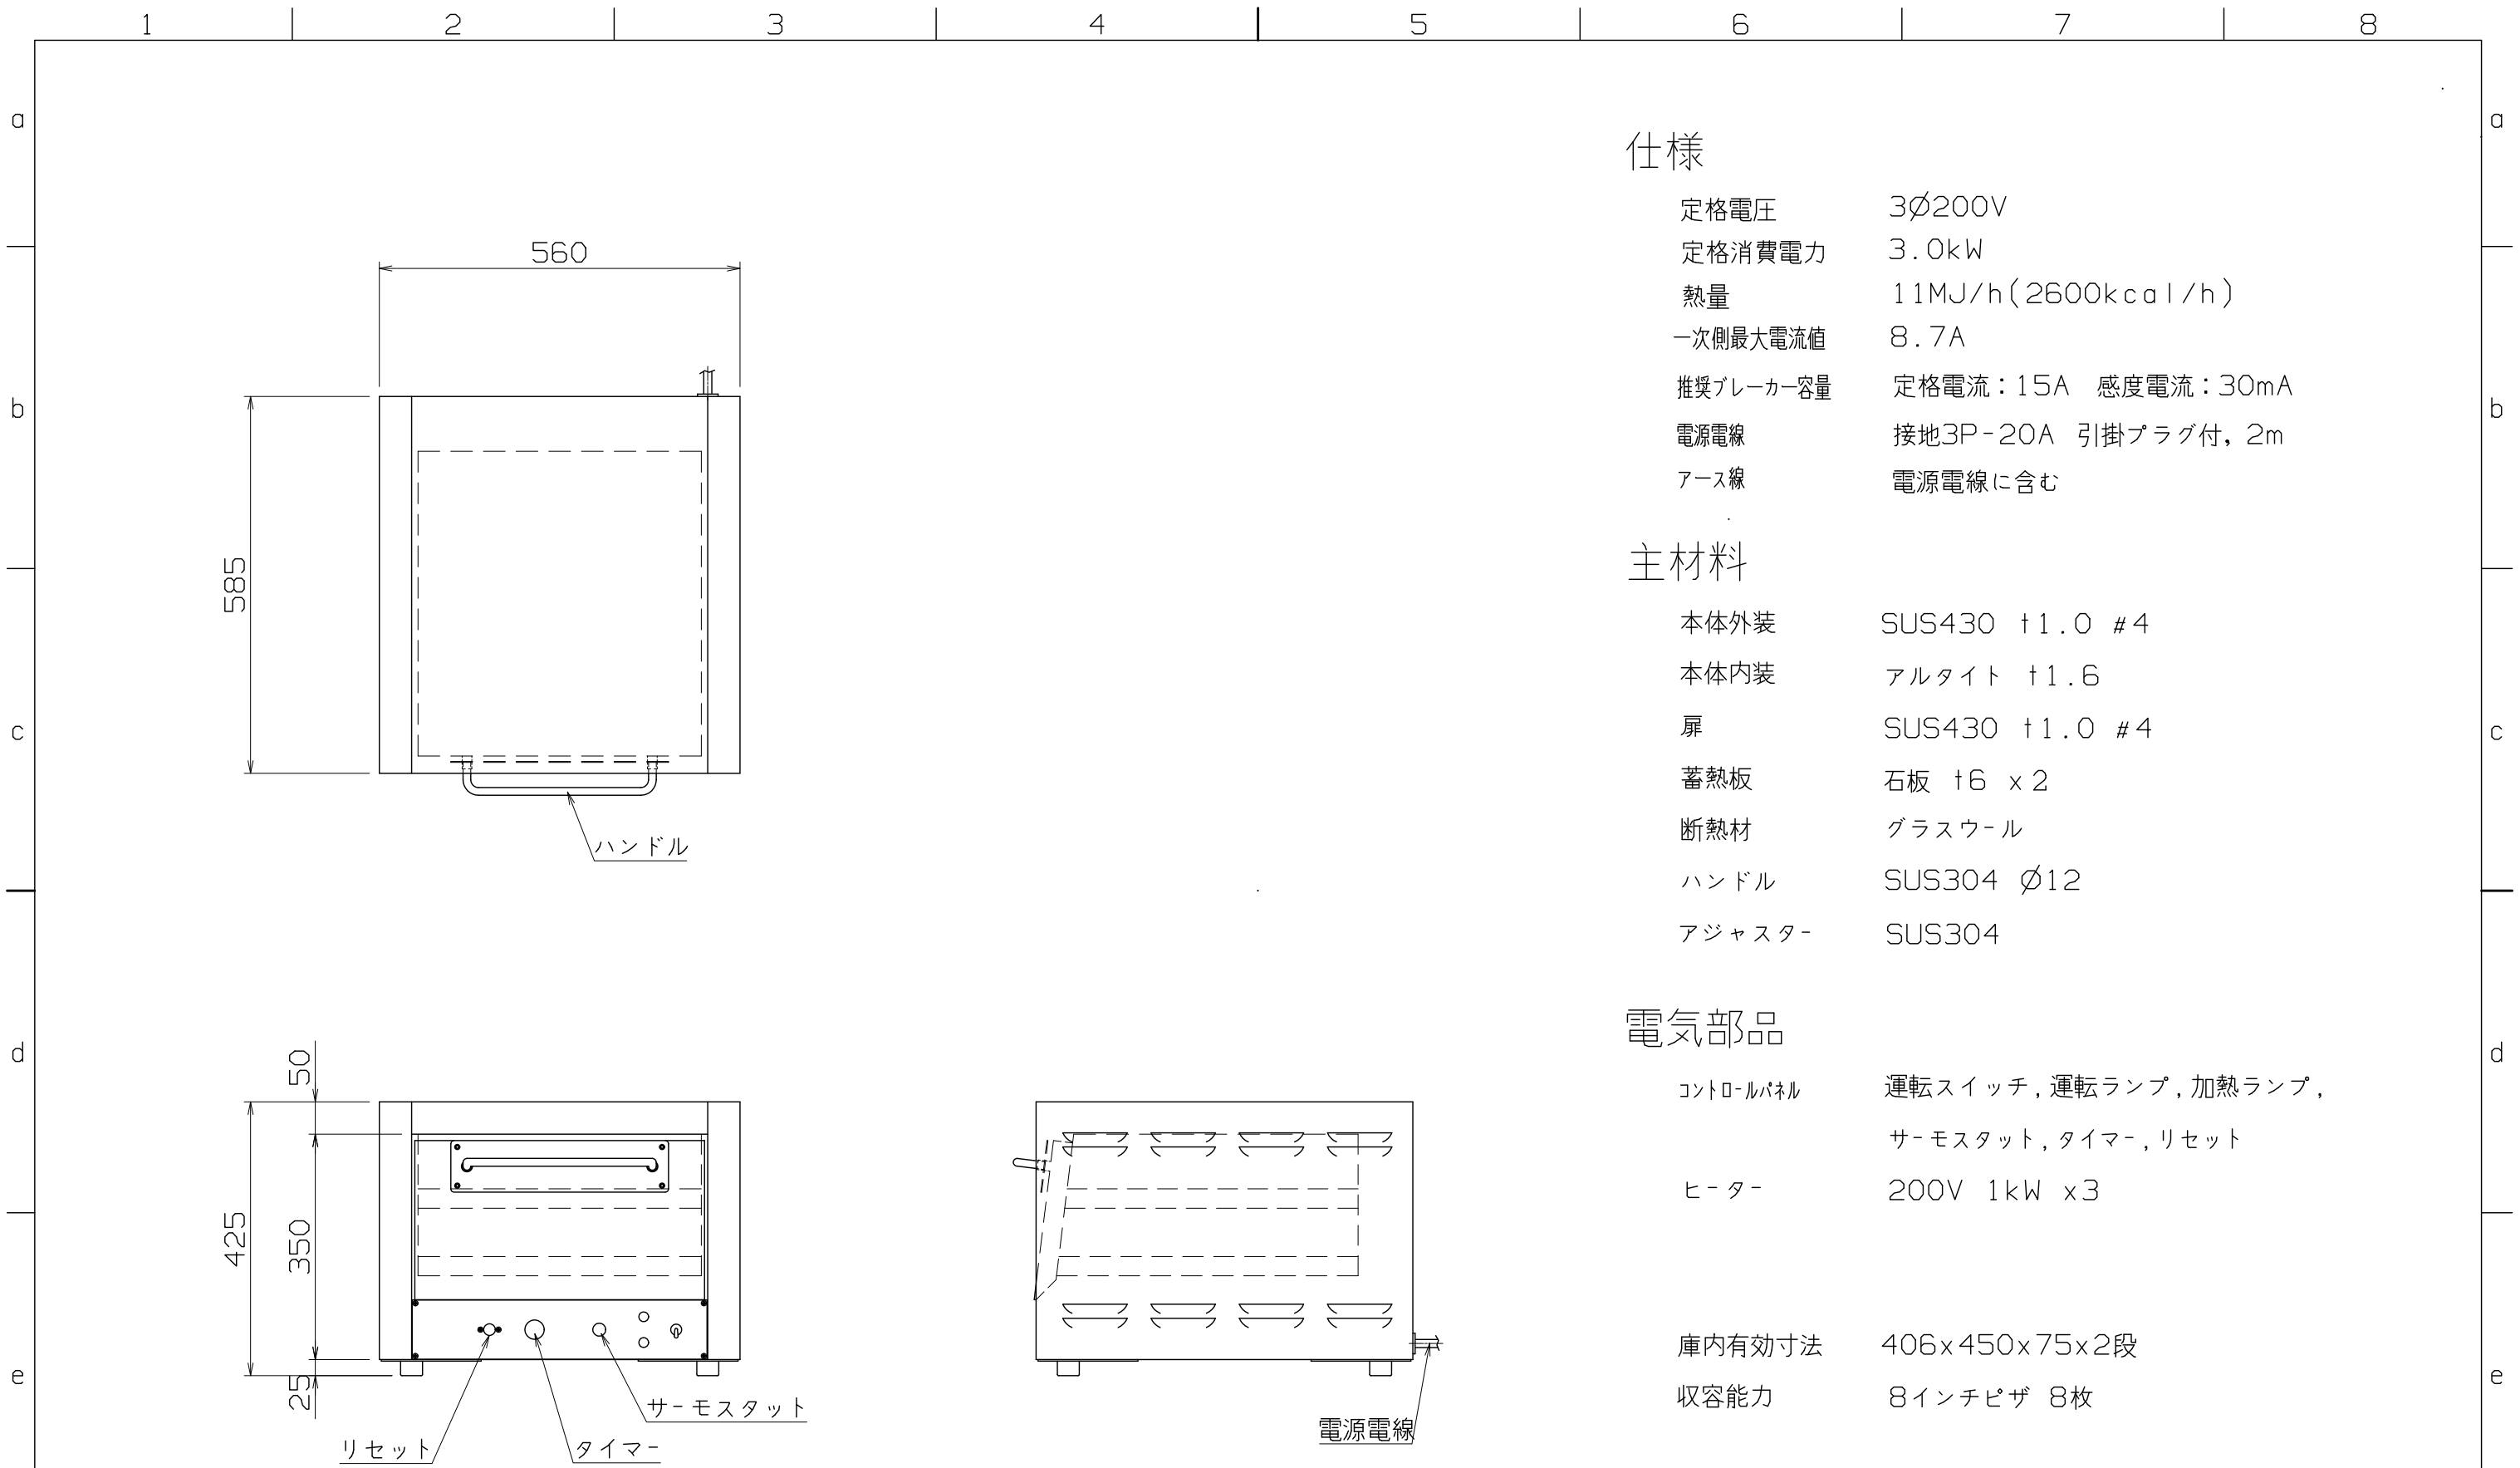 1 2 3 4 5 6 7 8
a a
仕様
定格電圧 3Ø200V
定格消費電力 3.0kW
熱量 11MJ/h(2600kcal/h)
一次側最大電流値 8.7A
推奨ブレーカー容量 定格電流：15A 感度電流：30mA
電源電線 接地3P-20A 引掛プラグ付, 2m
アース線 電源電線に含む
560
b b
585
主材料
本体外装 SUS430 t1.0 #4
本体内装 アルタイト t1.6
扉 SUS430 t1.0 #4
蓄熱板 石板 t6 x2
断熱材 グラスウール
ハンドル SUS304 Ø12
アジャスター SUS304
c c
ハンドル
電気部品
コントロールパネル 運転スイッチ,運転ランプ,加熱ランプ,
サーモスタット,タイマー,リセット
ヒーター 200V 1kW x3
d d
50
425
350
25
庫内有効寸法 406x450x75x2段
収容能力 8インチピザ 8枚
e e
サーモスタット
リセット
タイマー
電源電線